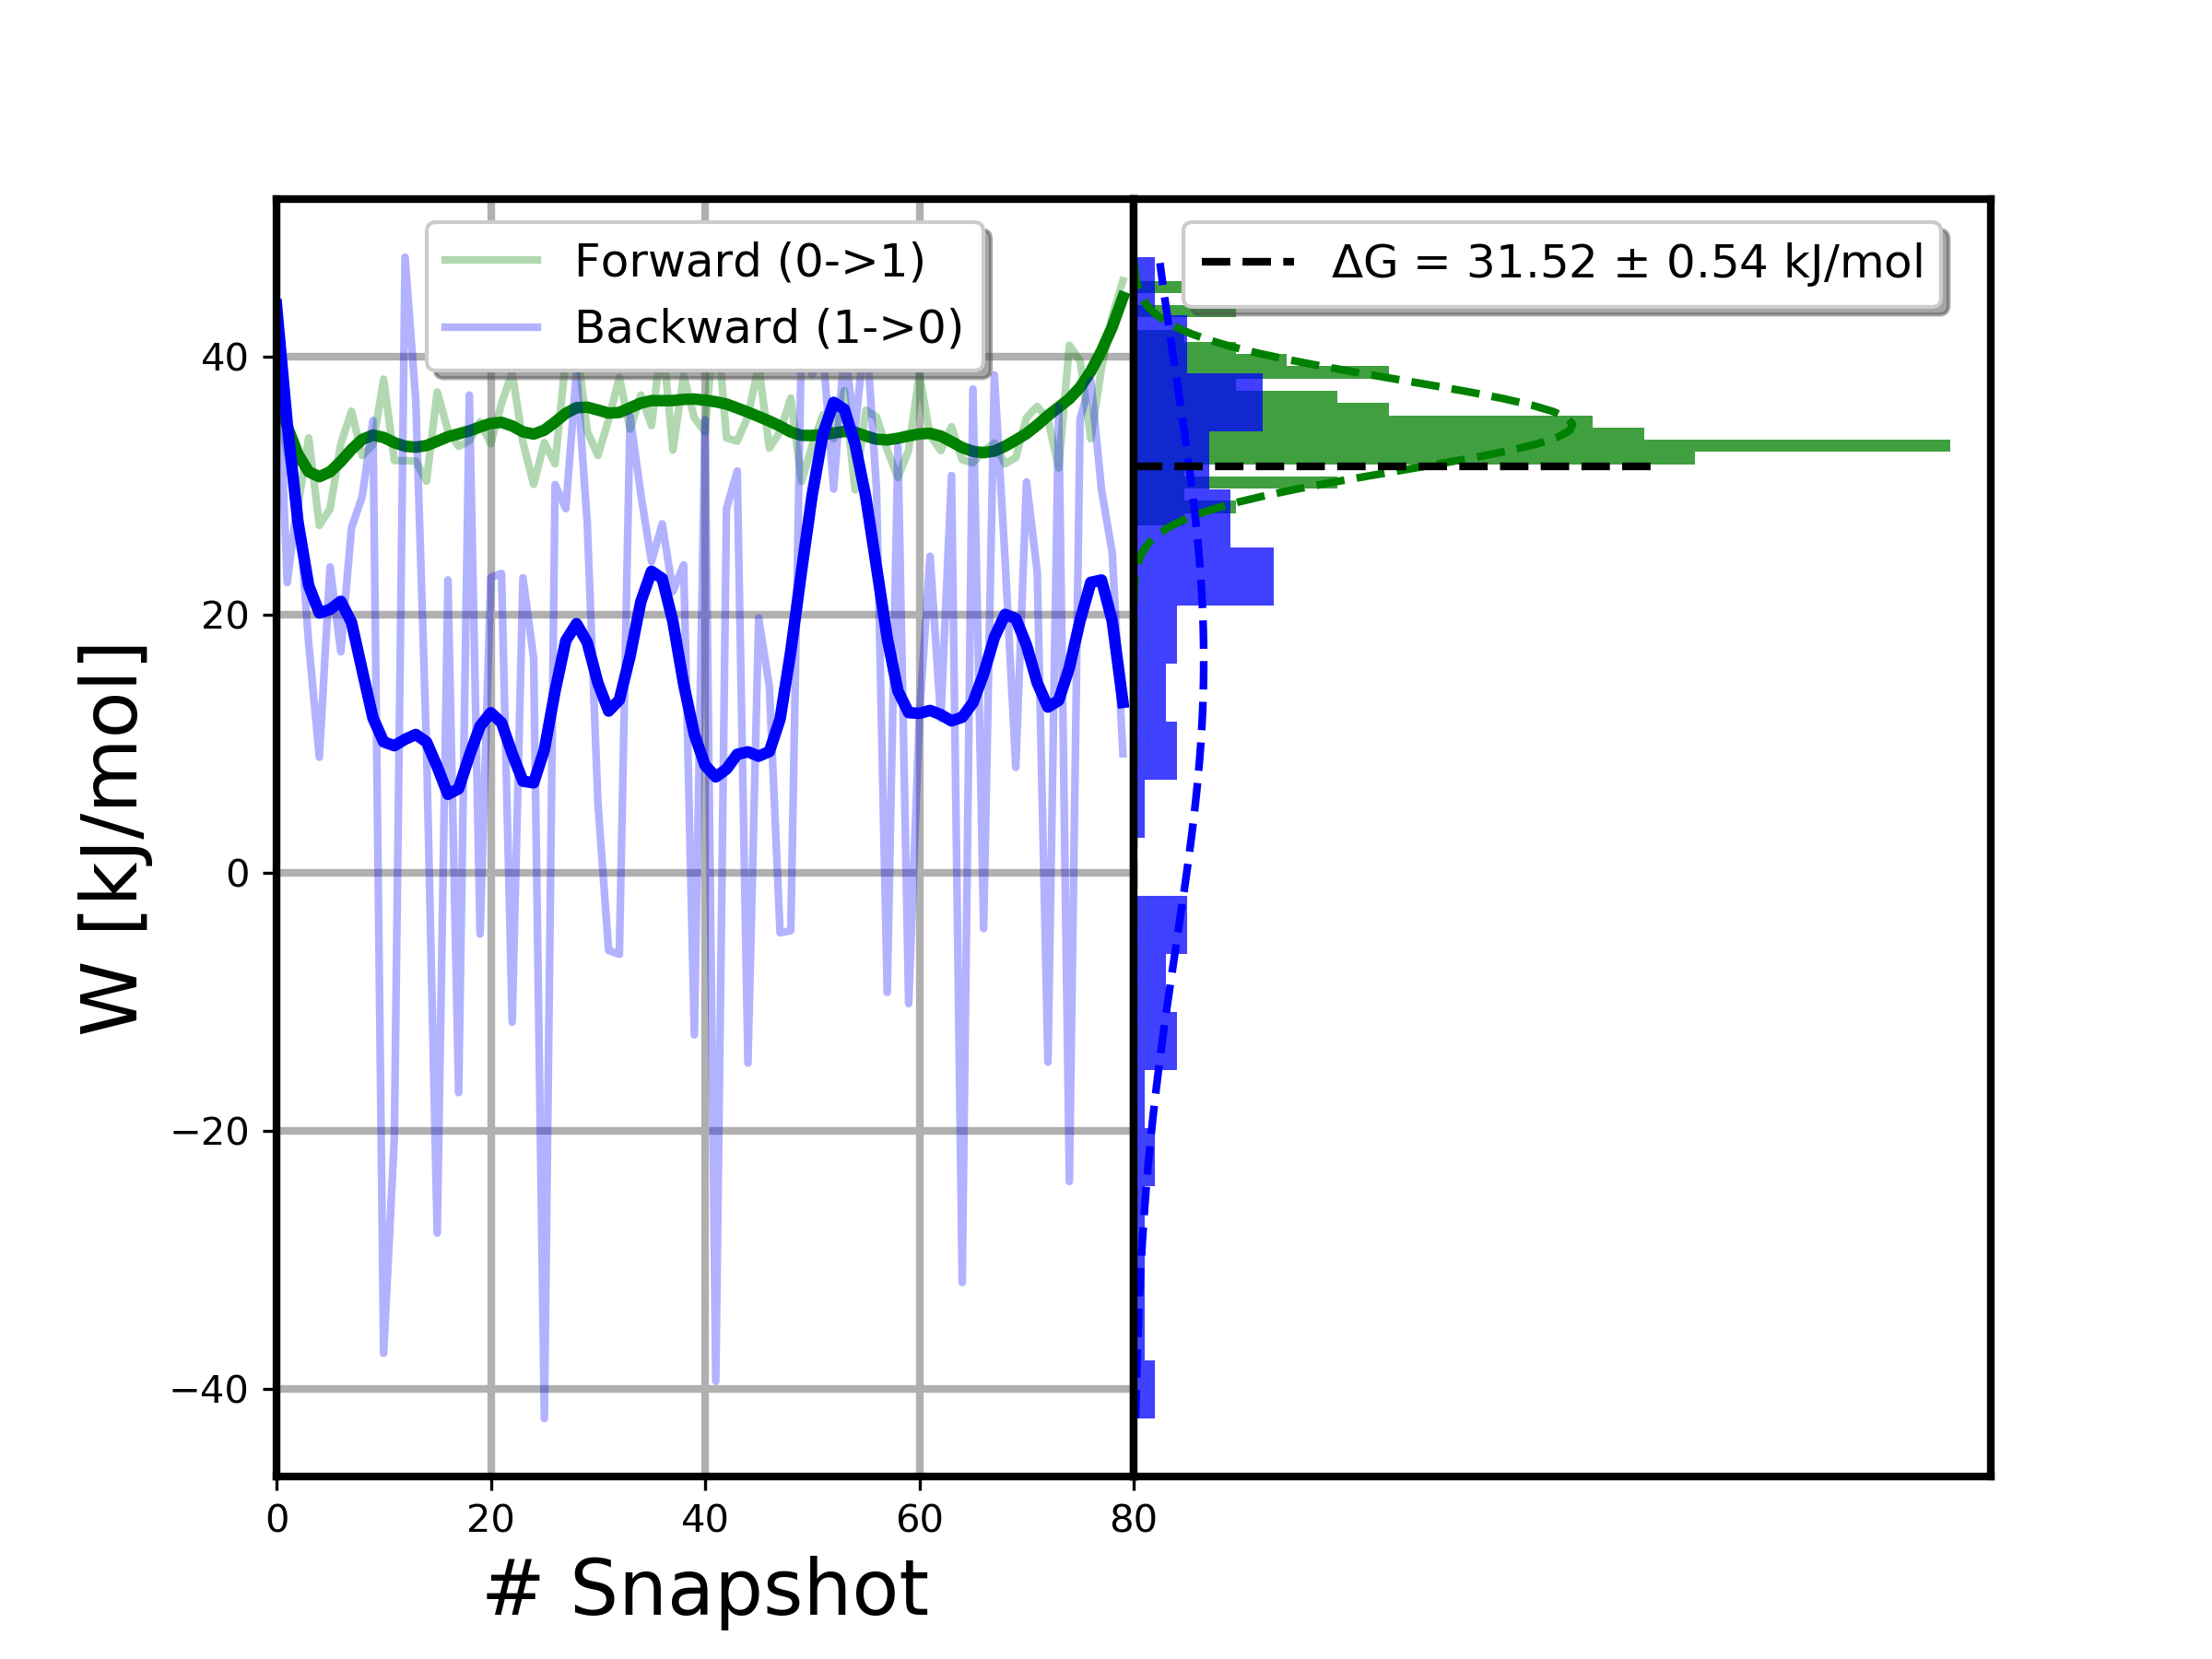 Forward (0->1)
Backward (1->0)
ΔG = 31.52 ± 0.54 kJ/mol
W [kJ/mol]
40
20
0
−20
−40
0 20 40 60 80
# Snapshot